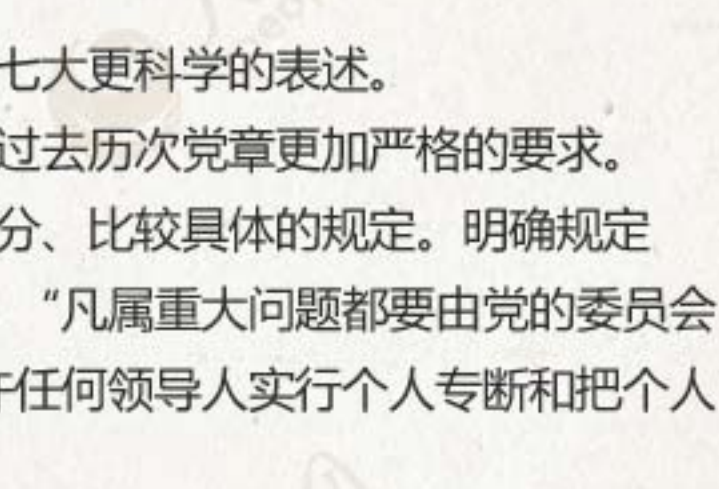 七大更科学的表述。
过去历次党章更加严格的要求。
分、比较具体的规定。明确规定
“凡属重大问题都要由党的委员会
任何领导人实行个人专断和把个人